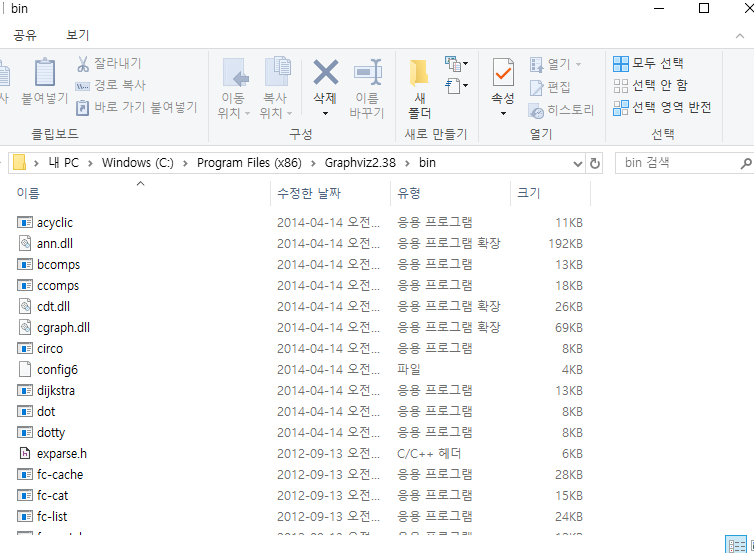 bin
공유 보기
잘라내기
경로 복사
바로 가기 붙여넣기
붙여넣기
클립보드
이동 위치
복사 위치
삭제
이름 바꾸기
구성
새 폴더
새로 만들기
속성
열기
편집
히스토리
열기
모두 선택
선택 안 함
선택 영역 반전
선택
내 PC > Windows (C:) > Program Files (x86) > Graphviz2.38 > bin
bin 검색
이름 수정한 날짜 유형 크기
acyclic 2014-04-14 오전... 응용 프로그램 11KB
ann.dll 2014-04-14 오전... 응용 프로그램 확장 192KB
bcomps 2014-04-14 오전... 응용 프로그램 13KB
ccomps 2014-04-14 오전... 응용 프로그램 18KB
cdt.dll 2014-04-14 오전... 응용 프로그램 확장 26KB
cgraph.dll 2014-04-14 오전... 응용 프로그램 확장 69KB
circo 2014-04-14 오전... 응용 프로그램 8KB
config6 2014-04-14 오전... 파일 4KB
dijkstra 2014-04-14 오전... 응용 프로그램 13KB
dot 2014-04-14 오전... 응용 프로그램 8KB
dotty 2014-04-14 오전... 응용 프로그램 8KB
exparse.h 2012-09-13 오전... C/C++ 헤더 6KB
fc-cache 2012-09-13 오전... 응용 프로그램 28KB
fc-cat 2012-09-13 오전... 응용 프로그램 15KB
fc-list 2012-09-13 오전... 응용 프로그램 24KB